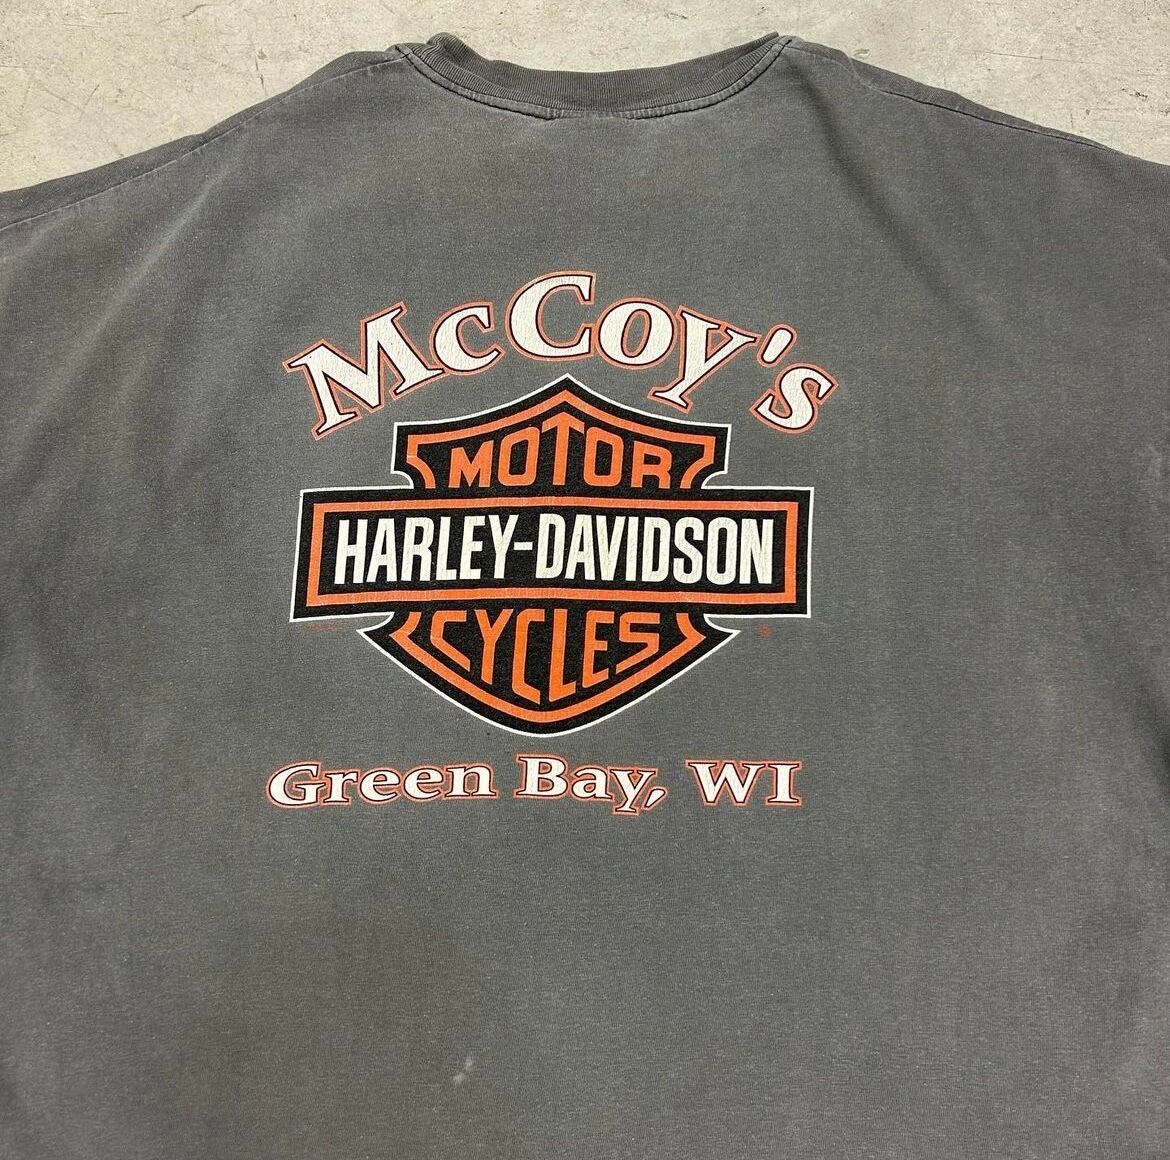 McCoy's
MOTOR
HARLEY-DAVIDSON
CYCLES
Green Bay, WI